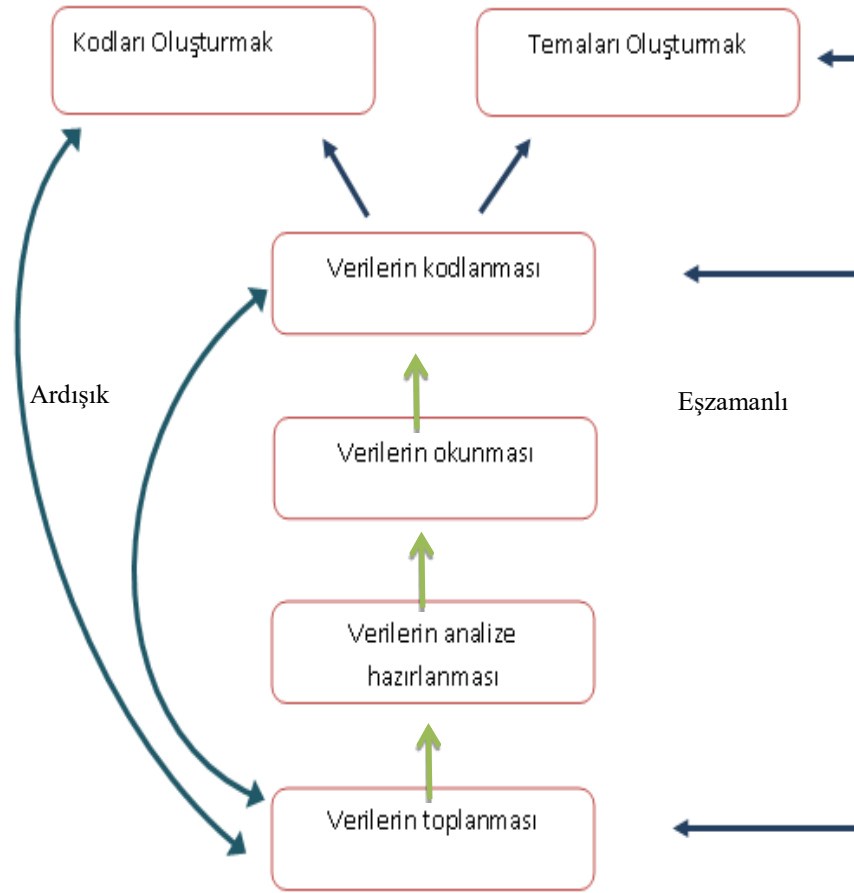 Kodları Oluşturmak
Temaları Oluşturmak
Verilerin kodlanması
Ardışık
Eşzamanlı
Verilerin okunması
Verilerin analize
hazırlanması
Verilerin toplanması